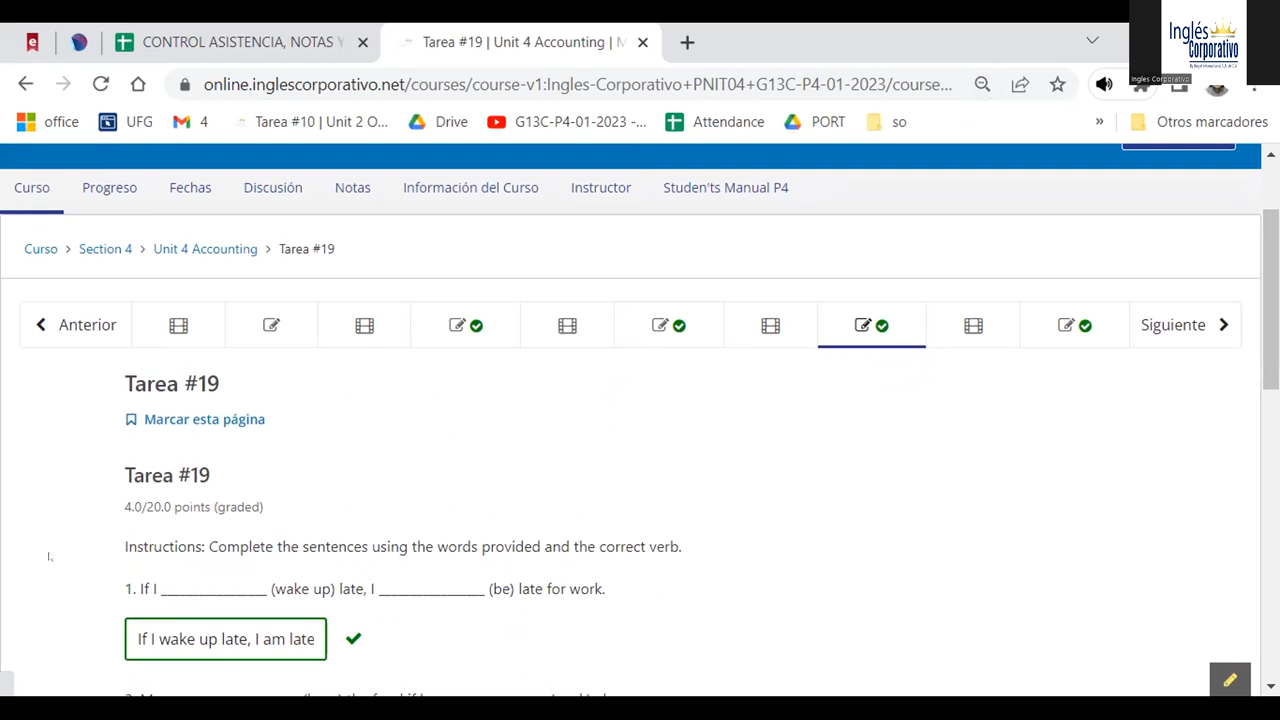 Inglés
Corporativo
Ingles Corporativo
CONTROL ASISTENCIA, NOTAS Y
Tarea #19 | Unit 4 Accounting | M
online.inglescorporativo.net/courses/course-v1:Ingles-Corporativo+PNIT04+G13C-P4-01-2023/course...
office
UFG
4
Tarea #10 | Unit 2 O...
Drive
G13C-P4-01-2023 -...
Attendance
PORT
so
»
Otros marcadores
Curso
Progreso
Fechas
Discusión
Notas
Información del Curso
Instructor
Studen'ts Manual P4
Curso > Section 4 > Unit 4 Accounting > Tarea #19
Anterior
Siguiente
Tarea #19
Marcar esta página
Tarea #19
4.0/20.0 points (graded)
Instructions: Complete the sentences using the words provided and the correct verb.
1. If I ________________ (wake up) late, I ________________ (be) late for work.
If I wake up late, I am late